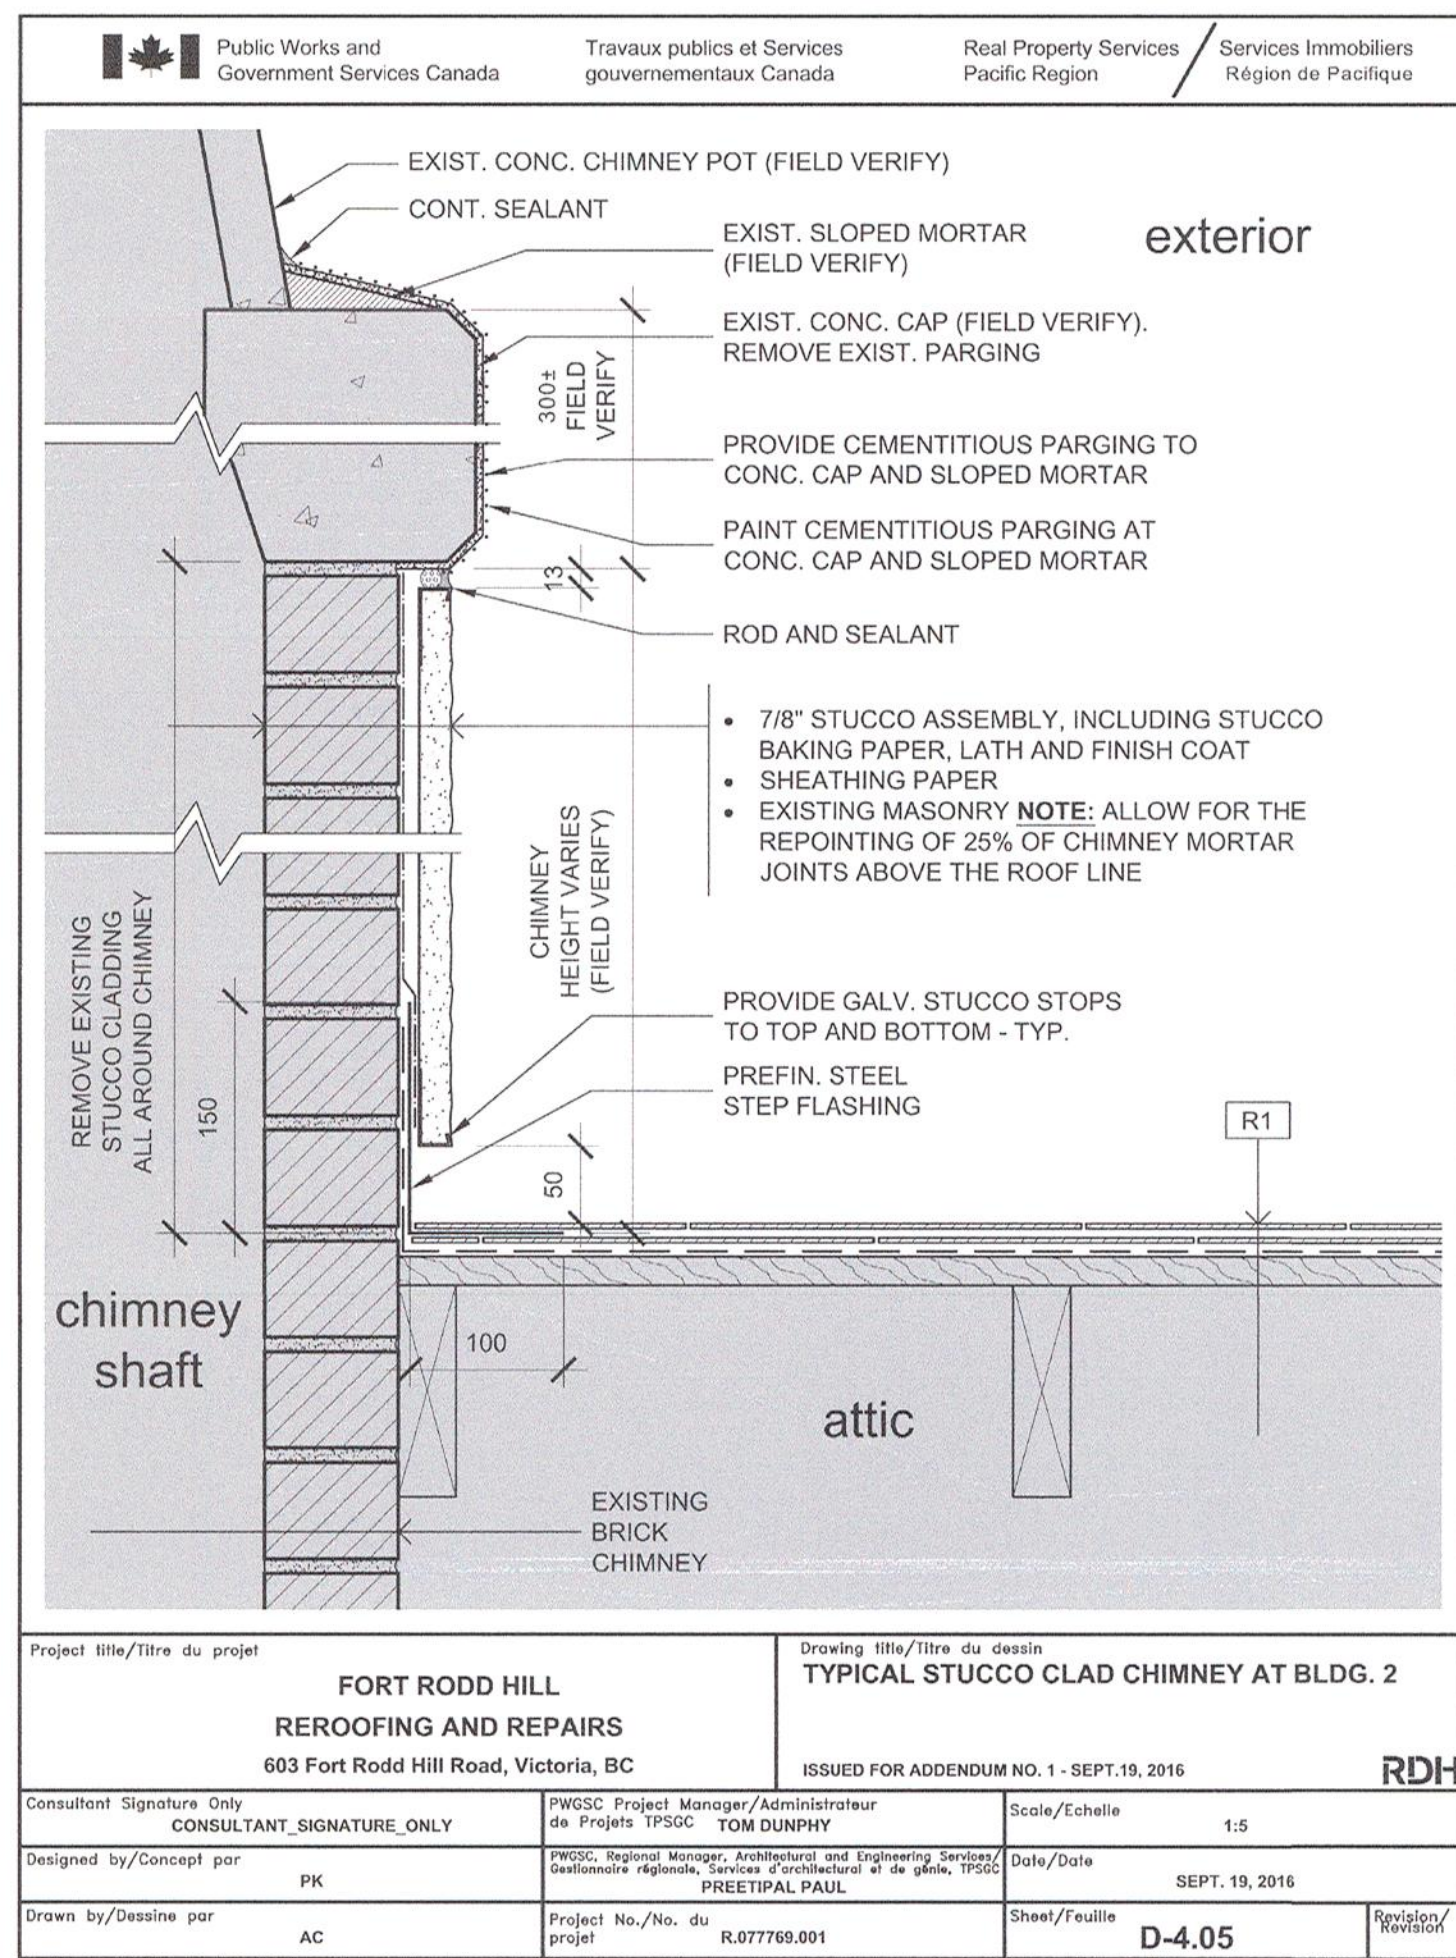 Public Works and
Government Services Canada
Travaux publics et Services
gouvernementaux Canada
Real Property Services
Pacific Region
Services Immobiliers
Région de Pacifique
EXIST. CONC. CHIMNEY POT (FIELD VERIFY)
CONT. SEALANT
EXIST. SLOPED MORTAR
(FIELD VERIFY)
exterior
EXIST. CONC. CAP (FIELD VERIFY).
REMOVE EXIST. PARGING
300±
FIELD
VERIFY
PROVIDE CEMENTITIOUS PARGING TO
CONC. CAP AND SLOPED MORTAR
PAINT CEMENTITIOUS PARGING AT
CONC. CAP AND SLOPED MORTAR
13
ROD AND SEALANT
• 7/8" STUCCO ASSEMBLY, INCLUDING STUCCO
BAKING PAPER, LATH AND FINISH COAT
• SHEATHING PAPER
• EXISTING MASONRY NOTE: ALLOW FOR THE
REPOINTING OF 25% OF CHIMNEY MORTAR
JOINTS ABOVE THE ROOF LINE
CHIMNEY
HEIGHT VARIES
(FIELD VERIFY)
REMOVE EXISTING
STUCCO CLADDING
ALL AROUND CHIMNEY
150
PROVIDE GALV. STUCCO STOPS
TO TOP AND BOTTOM - TYP.
PREFIN. STEEL
STEP FLASHING
R1
50
chimney
shaft
100
attic
EXISTING
BRICK
CHIMNEY
Project title/Titre du projet
FORT RODD HILL
REROOFING AND REPAIRS
603 Fort Rodd Hill Road, Victoria, BC
Drawing title/Titre du dessin
TYPICAL STUCCO CLAD CHIMNEY AT BLDG. 2
ISSUED FOR ADDENDUM NO. 1 - SEPT.19, 2016
RDH
Consultant Signature Only
CONSULTANT_SIGNATURE_ONLY
PWGSC Project Manager/Administrateur
de Projets TPSGC TOM DUNPHY
Scale/Echelle
1:5
Designed by/Concept par
PK
PWGSC, Regional Manager, Architectural and Engineering Services/
Gestionnaire régionale, Services d'architectural et de génie, TPSGC
PREETIPAL PAUL
Date/Date
SEPT. 19, 2016
Drawn by/Dessine par
AC
Project No./No. du
projet R.077769.001
Sheet/Feuille
D-4.05
Revision/
Revision